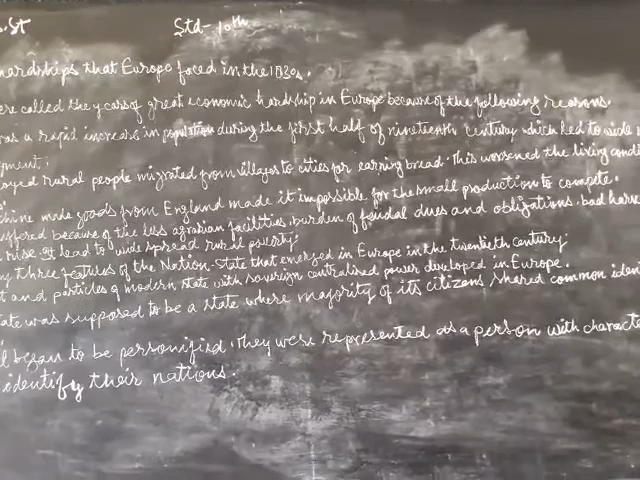 S.St Std- 10th
hardships that Europe faced in the 1830s.
ere called the years of great economic hardship in Europe because of the following reasons.
as a rapid increase in population during the first half of nineteenth century which led to wide
yment;
oyed rural people migrated from villages to cities for earning bread. This worsened the living condi
chine made goods from England made it impossible for the small production to compete.
uffered because of the less agrarian facilities, burden of feudal dues and obligations. bad harve
rise It lead to wide spread rural poverty.
ny three features of the Nation-State that emerged in Europe in the twentieth century:
t and particles of modern state with sovereign centralised power developed in Europe.
ate was supposed to be a state where majority of its citizens shared common iden
l began to be personified. They were represented as a person with characte
identify their nations.